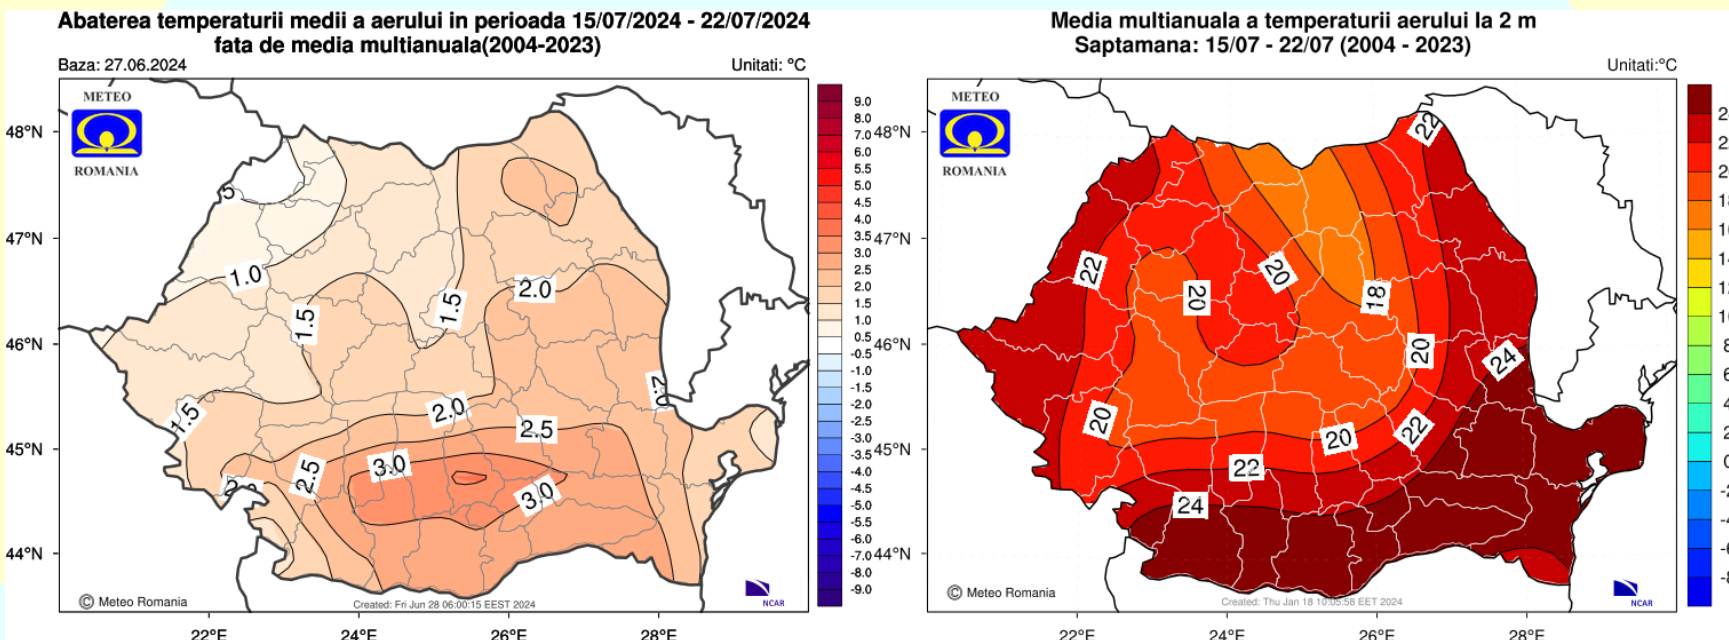 Abaterea temperaturii medii a aerului in perioada 15/07/2024 - 22/07/2024
fata de media multianuala(2004-2023)
Baza: 27.06.2024
Unitati: °C
METEO
ROMANIA
48°N
47°N
46°N
45°N
44°N
5
1.0
1.5
1.5
2.0
1.5
2.0
2.5
2.5
3.0
3.0
9.0
8.0
7.0
6.0
5.5
5.0
4.5
4.0
3.5
3.0
2.5
2.0
1.5
1.0
0.5
-0.5
-1.0
-1.5
-2.0
-2.5
-3.0
-3.5
-4.0
-4.5
-5.0
-5.5
-6.0
-7.0
-8.0
-9.0
© Meteo Romania
Created: Fri Jun 28 06:00:15 EEST 2024
NCAR
22°E
24°E
26°E
28°E
Media multianuala a temperaturii aerului la 2 m
Saptamana: 15/07 - 22/07 (2004 - 2023)
Unitati:°C
METEO
ROMANIA
48°N
47°N
46°N
45°N
44°N
22
22
20
20
18
20
24
20
20
22
22
24
© Meteo Romania
Created: Thu Jan 18 10:05:58 EET 2024
NCAR
22°E
24°E
26°E
28°E